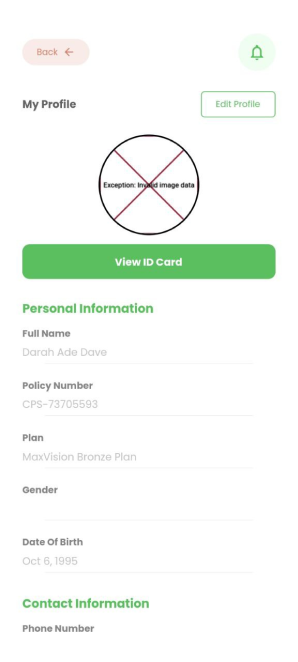 Back
My Profile
Edit Profile
Exception: Invalid image data
View ID Card
Personal Information
Full Name
Darah Ade Dave
Policy Number
CPS-73705593
Plan
MaxVision Bronze Plan
Gender
Date Of Birth
Oct 6, 1995
Contact Information
Phone Number